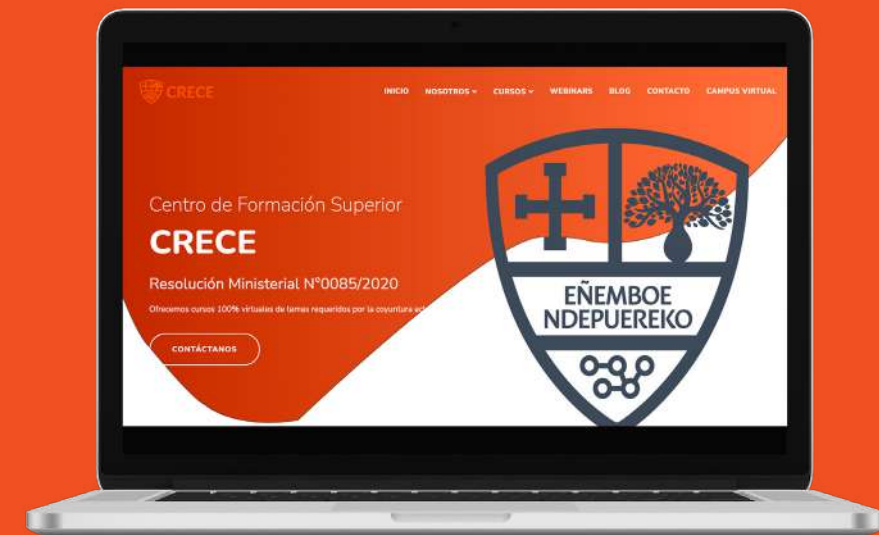 CRECE
INICIO NOSOTROS CURSOS WEBINARS BLOG CONTACTO CAMPUS VIRTUAL
Centro de Formación Superior
CRECE
Resolución Ministerial N°0085/2020
Ofrecemos cursos 100% virtuales de temas requeridos por la coyuntura
CONTÁCTANOS
EÑEMBOE
NDEPUEREKO